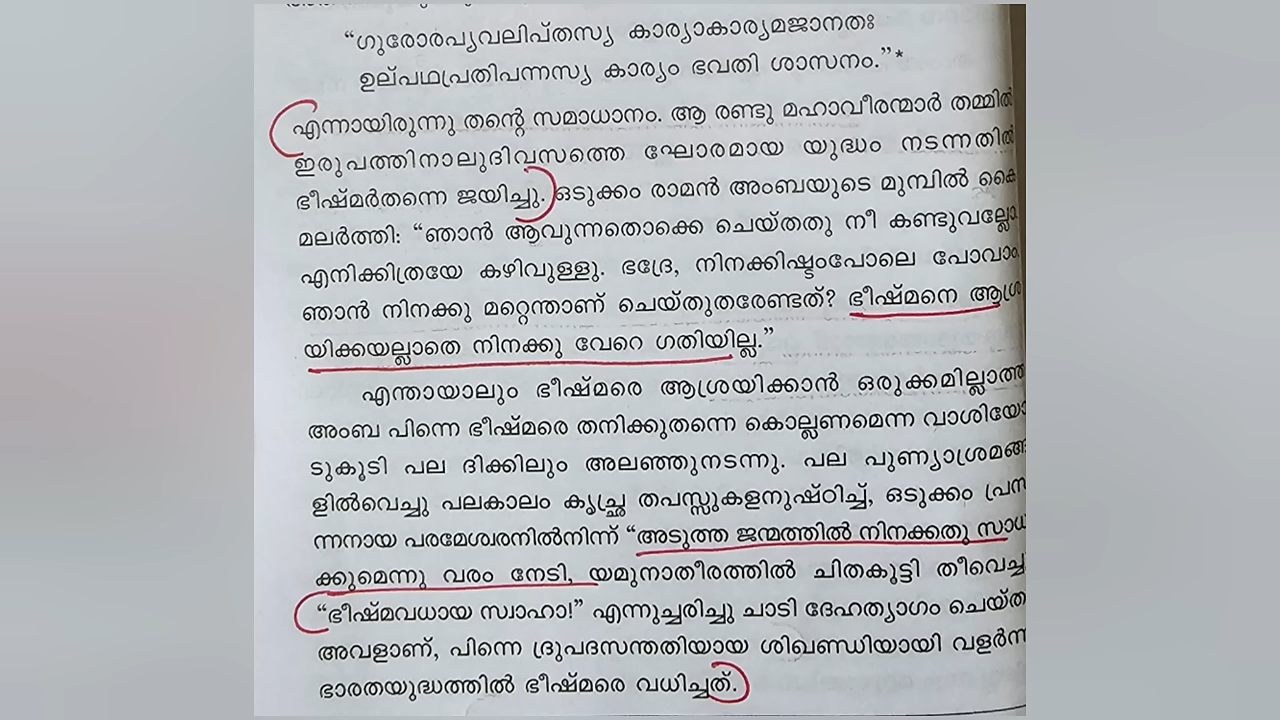 “ഗുരോരപ്യവലിപ്തസ്യ കാര്യാകാര്യമജാനതഃ
ഉല്പഥപ്രതിപന്നസ്യ കാര്യം ഭവതി ശാസനം.”*
എന്നായിരുന്നു തന്റെ സമാധാനം. ആ രണ്ടു മഹാവീരന്മാർ തമ്മിൽ
ഇരുപത്തിനാലുദിവസത്തെ ഘോരമായ യുദ്ധം നടന്നതിൽ
ഭീഷ്മർതന്നെ ജയിച്ചു. ഒടുക്കം രാമൻ അംബയുടെ മുമ്പിൽ കൈ
മലർത്തി: “ഞാൻ ആവുന്നതൊക്കെ ചെയ്തതു നീ കണ്ടുവല്ലോ.
എനിക്കിത്രയേ കഴിവുള്ളു. ഭദ്രേ, നിനക്കിഷ്ടംപോലെ പോവാം.
ഞാൻ നിനക്കു മറ്റെന്താണ് ചെയ്തുതരേണ്ടത്? ഭീഷ്മനെ ആശ്ര
യിക്കയല്ലാതെ നിനക്കു വേറെ ഗതിയില്ല.”
എന്തായാലും ഭീഷ്മരെ ആശ്രയിക്കാൻ ഒരുക്കമില്ലാത്ത
അംബ പിന്നെ ഭീഷ്മരെ തനിക്കുതന്നെ കൊല്ലണമെന്ന വാശിയോ
ടുകൂടി പല ദിക്കിലും അലഞ്ഞുനടന്നു. പല പുണ്യാശ്രമങ്ങ
ളിൽവെച്ചു പലകാലം കൃച്ഛ്ര തപസ്സുകളനുഷ്ഠിച്ച്, ഒടുക്കം പ്രസ
ന്നനായ പരമേശ്വരനിൽനിന്ന് “അടുത്ത ജന്മത്തിൽ നിനക്കതു സാധി
ക്കുമെന്നു വരം നേടി, യമുനാതീരത്തിൽ ചിതകൂട്ടി തീവെച്ച്
“ഭീഷ്മവധായ സ്വാഹാ!” എന്നുച്ചരിച്ചു ചാടി ദേഹത്യാഗം ചെയ്ത
അവളാണ്, പിന്നെ ദ്രുപദസന്തതിയായ ശിഖണ്ഡിയായി വളർന്ന്
ഭാരതയുദ്ധത്തിൽ ഭീഷ്മരെ വധിച്ചത്.